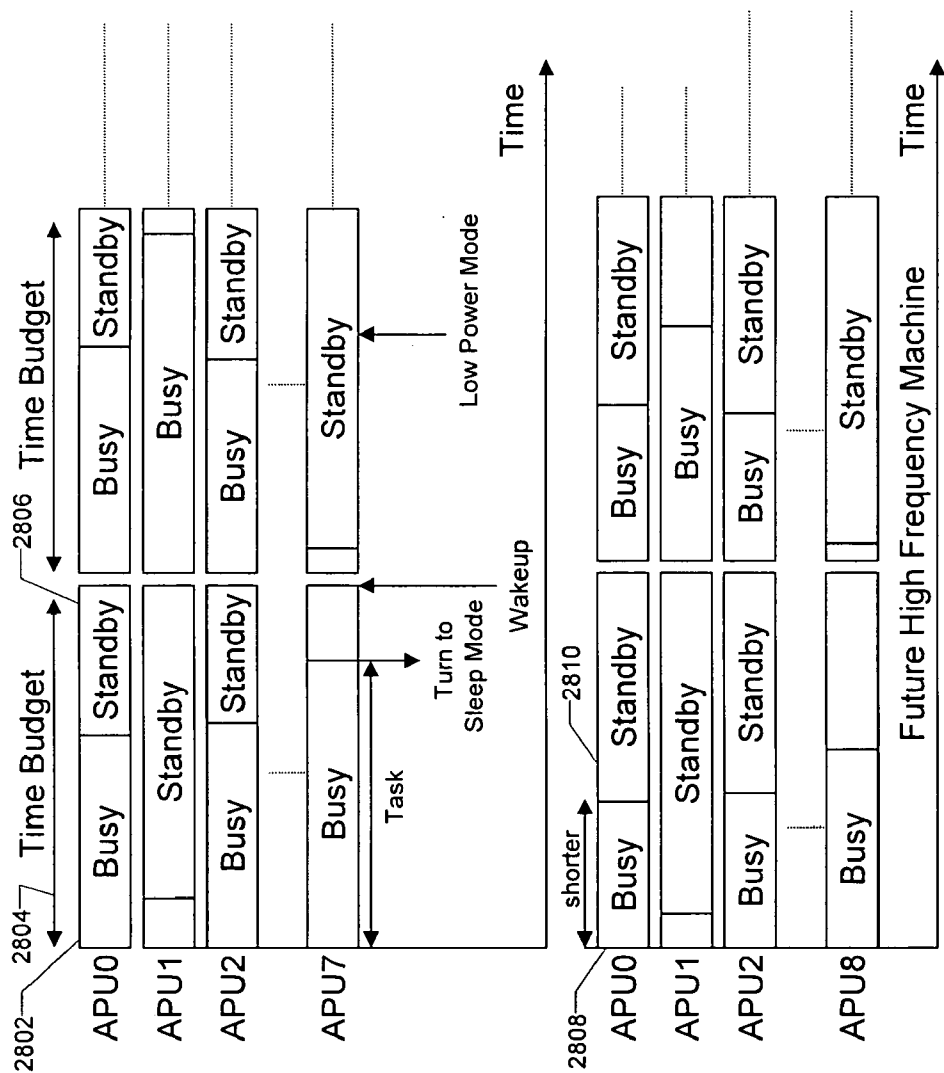 2802
2804
Time Budget
2806
Time Budget
APU0
Busy
Standby
Busy
Standby
APU1
Standby
Busy
APU2
Busy
Standby
Busy
Standby
APU7
Busy
Standby
Task
Turn to
Sleep Mode
Wakeup
Low Power Mode
Time
2808
shorter
2810
APU0
Busy
Standby
Busy
Standby
APU1
Standby
Busy
APU2
Busy
Standby
Busy
Standby
APU8
Busy
Standby
Future High Frequency Machine
Time